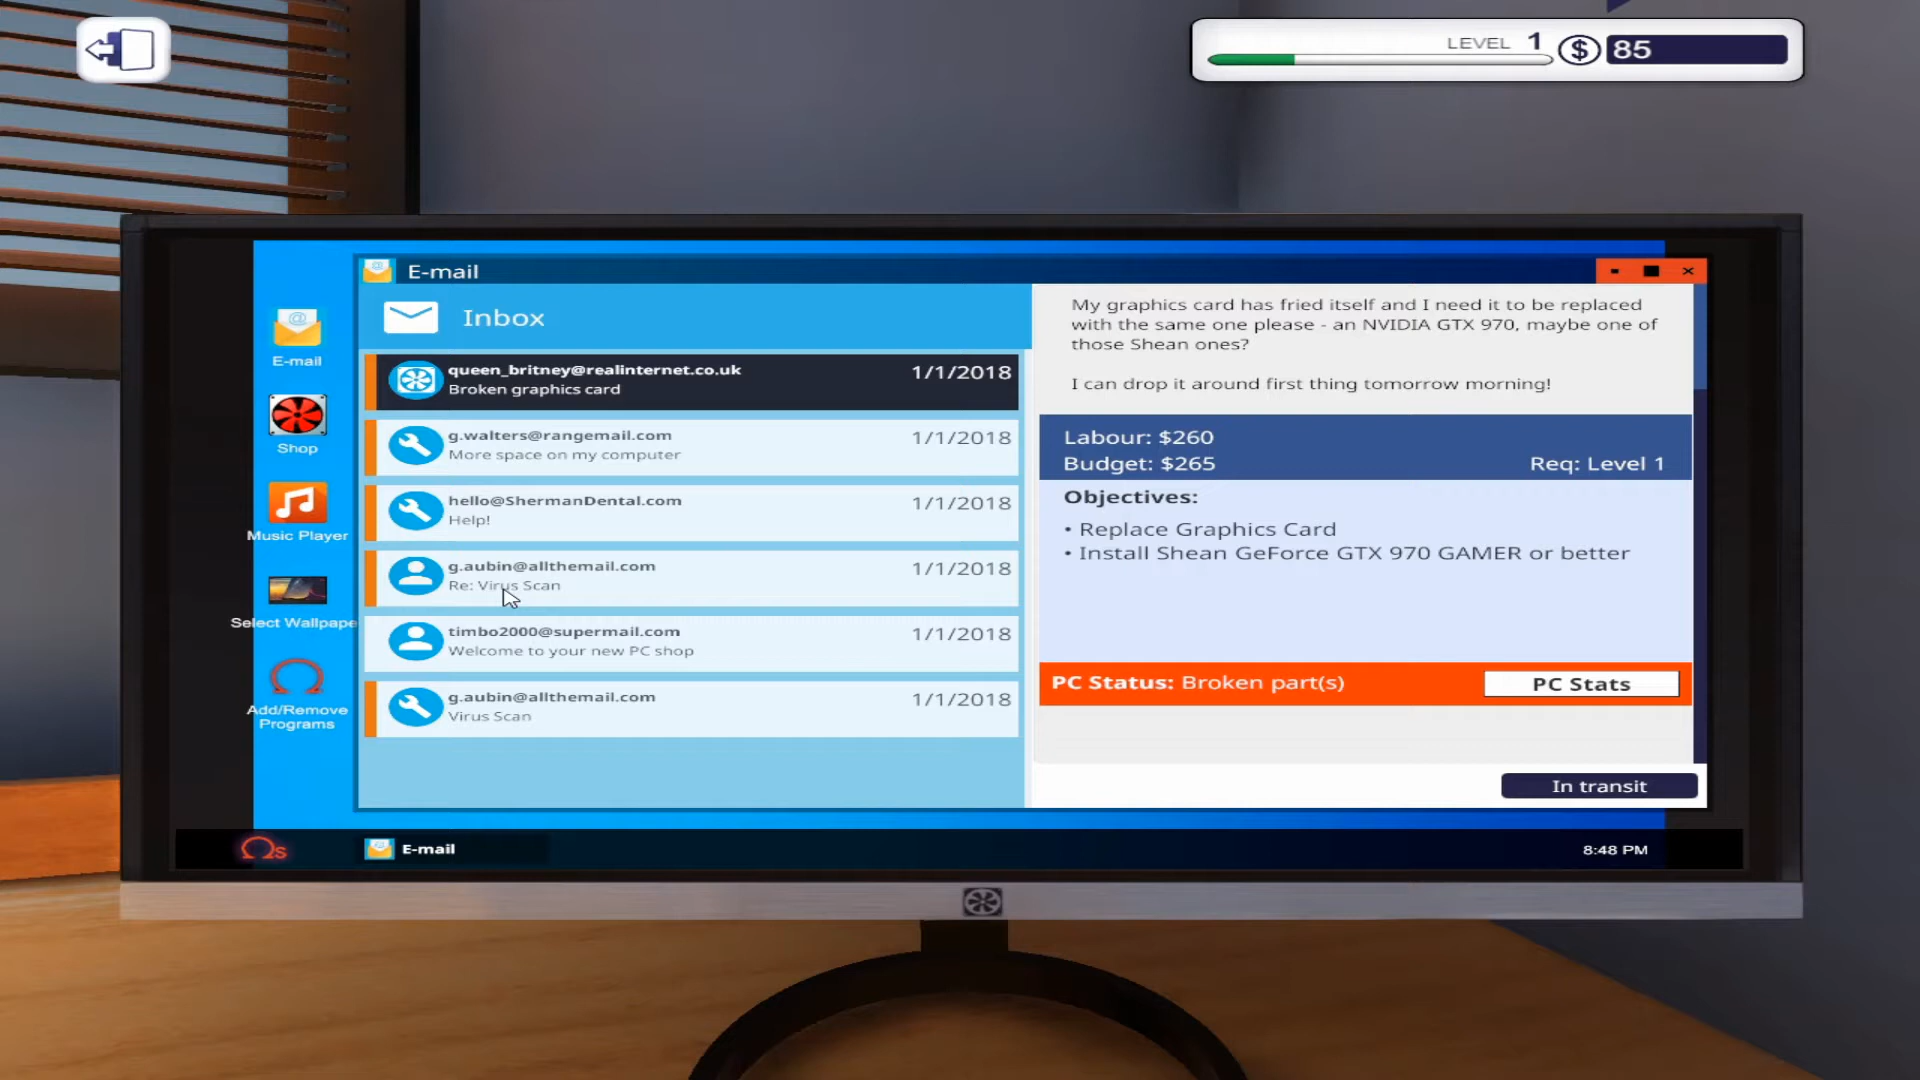 LEVEL 1
$ 85
E-mail
Inbox
queen_britney@realinternet.co.uk 1/1/2018
Broken graphics card
g.walters@rangemail.com 1/1/2018
More space on my computer
hello@ShermanDental.com 1/1/2018
Help!
g.aubin@allthemail.com 1/1/2018
Re: Virus Scan
timbo2000@supermail.com 1/1/2018
Welcome to your new PC shop
g.aubin@allthemail.com 1/1/2018
Virus Scan
My graphics card has fried itself and I need it to be replaced
with the same one please - an NVIDIA GTX 970, maybe one of
those Shean ones?
I can drop it around first thing tomorrow morning!
Labour: $260
Budget: $265 Req: Level 1
Objectives:
• Replace Graphics Card
• Install Shean GeForce GTX 970 GAMER or better
PC Status: Broken part(s) PC Stats
In transit
E-mail
Shop
Music Player
Select Wallpape
Add/Remove
Programs
Ωs
E-mail
8:48 PM